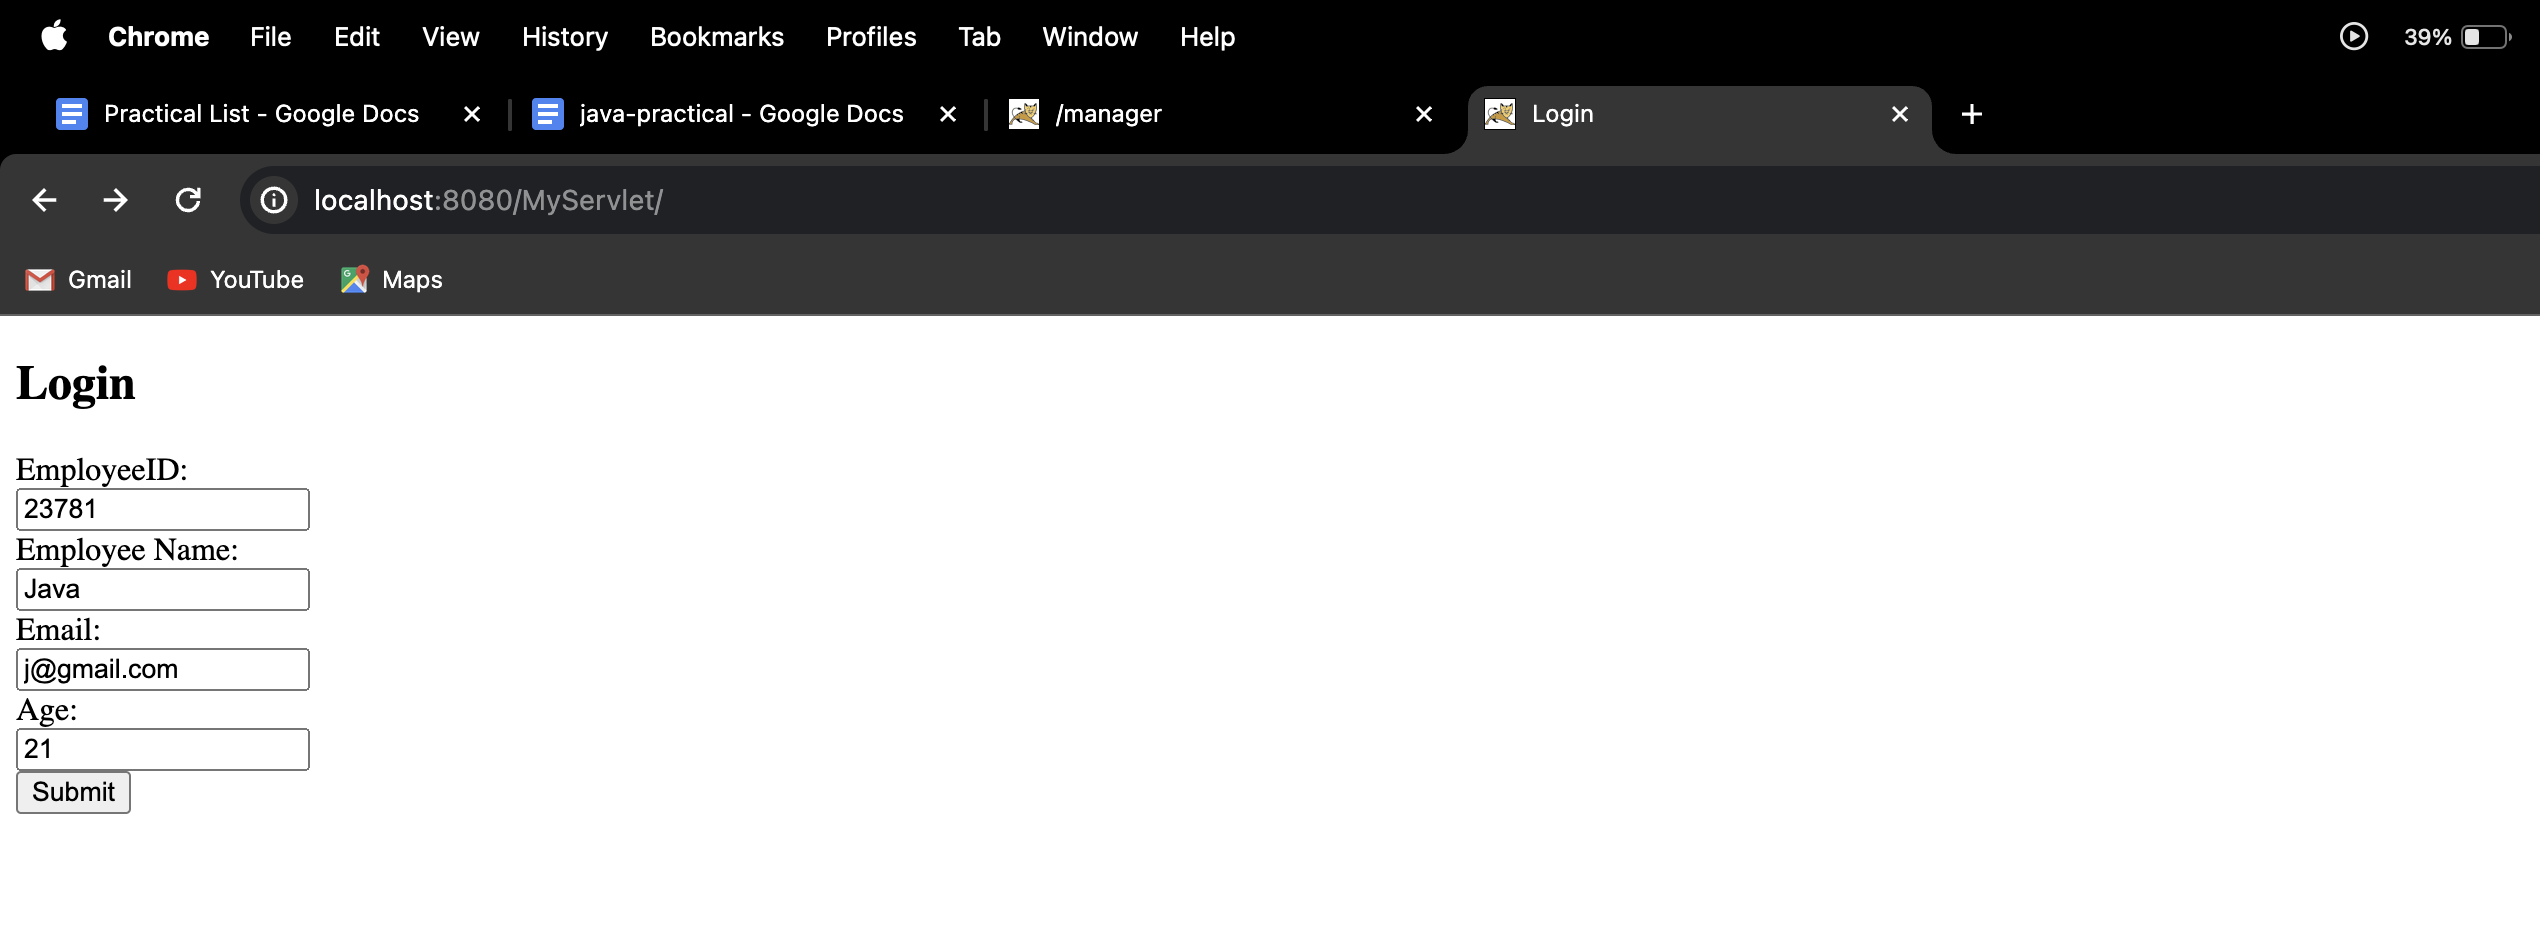 Chrome File Edit View History Bookmarks Profiles Tab Window Help 39%
Practical List - Google Docs java-practical - Google Docs /manager Login
localhost:8080/MyServlet/
Gmail YouTube Maps
Login
EmployeeID:
23781
Employee Name:
Java
Email:
j@gmail.com
Age:
21
Submit